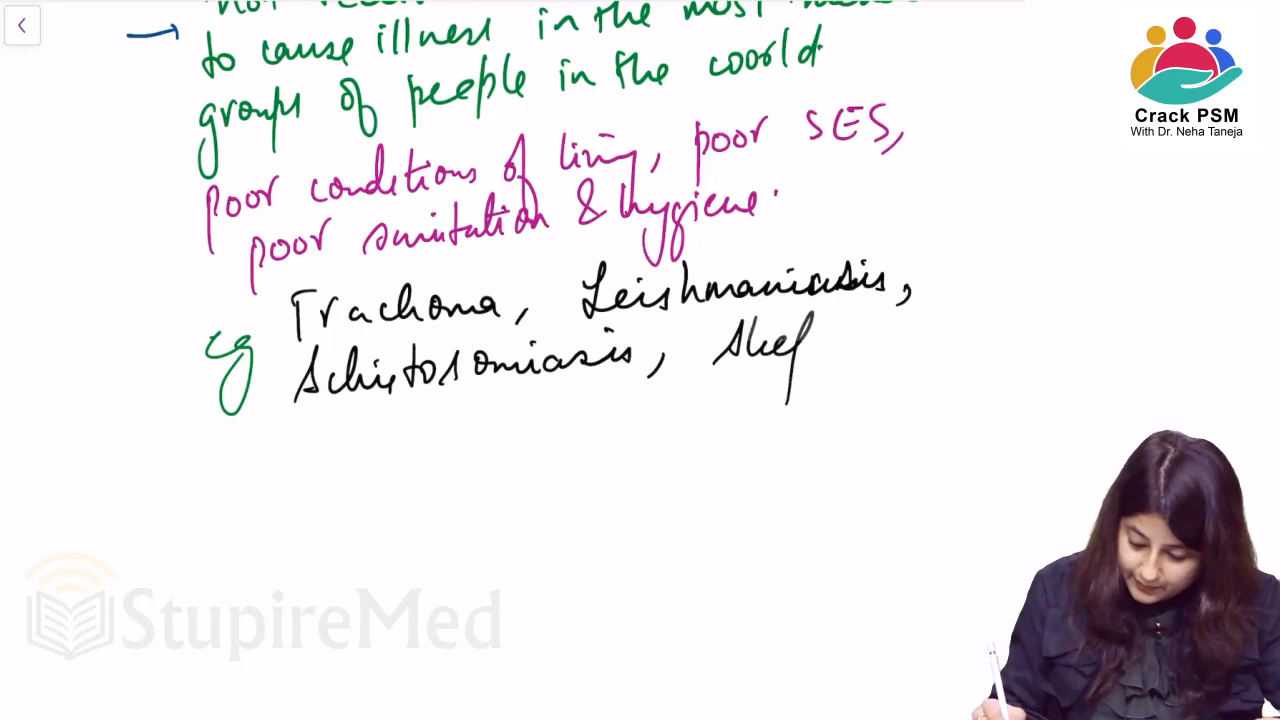 to cause illness in the most
groups of people in the world
poor conditions of living, poor SES,
poor sanitation & hygiene.
eg Trachoma, Leishmaniasis,
Schistosomiasis,
Crack PSM
With Dr. Neha Taneja
StupireMed